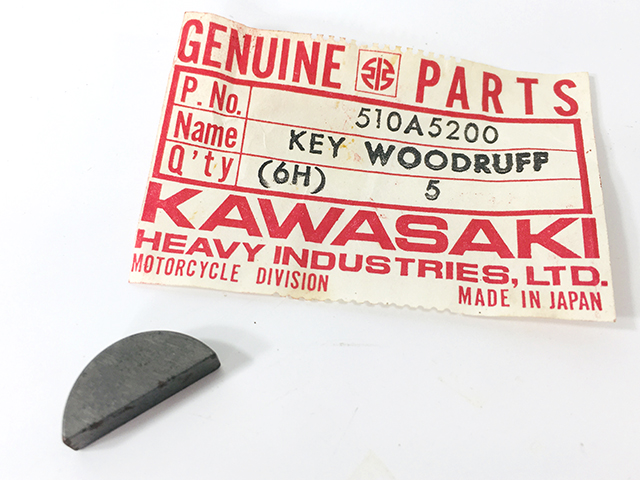 GENUINE PARTS
P. No. 510A5200
Name KEY WOODRUFF
Q'ty (6H) 5
KAWASAKI
HEAVY INDUSTRIES, LTD.
MOTORCYCLE DIVISION MADE IN JAPAN